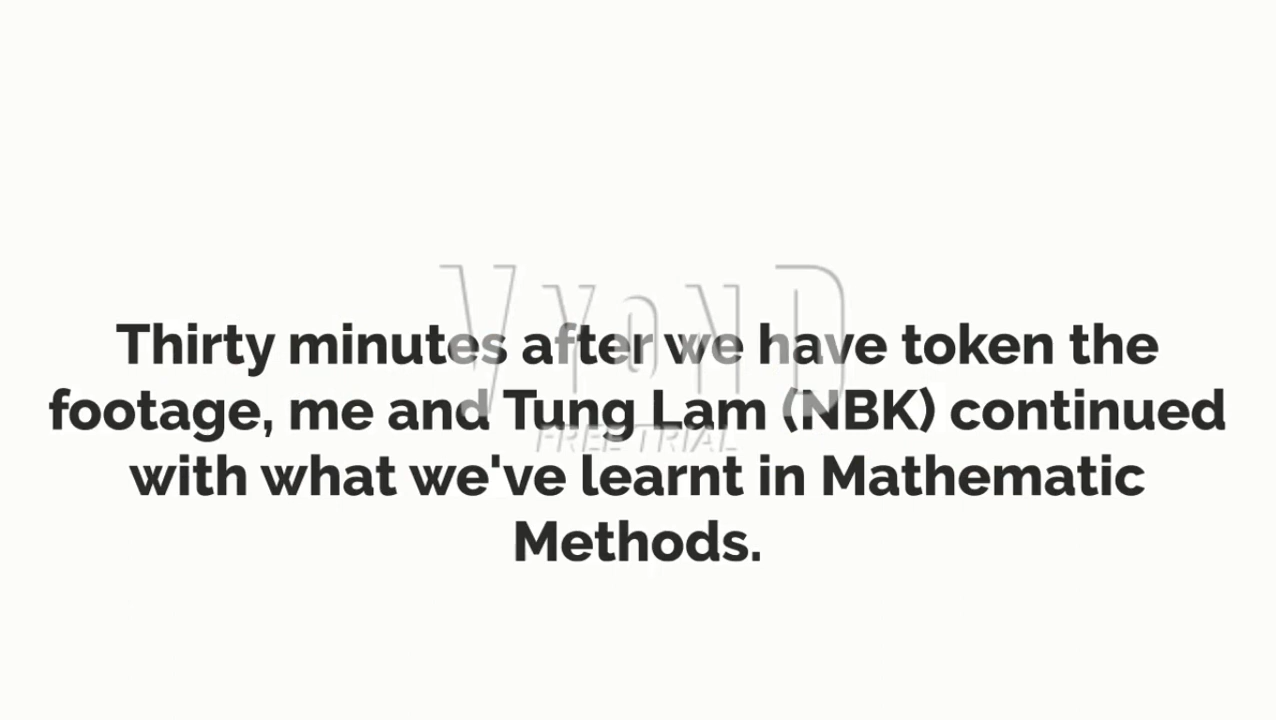 Thirty minutes after we have token the
footage, me and Tung Lam (NBK) continued
with what we've learnt in Mathematic
Methods.
VYOND
FREE TRIAL